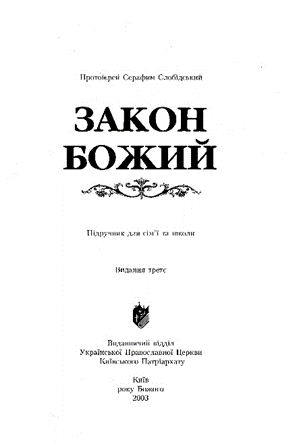 Протоієрей Серафим Слобідський
ЗАКОН
БОЖИЙ
Підручник для сім'ї та школи
Видання третє
Видавничий відділ
Української Православної Церкви
Київського Патріархату
Київ
року Божого
2003